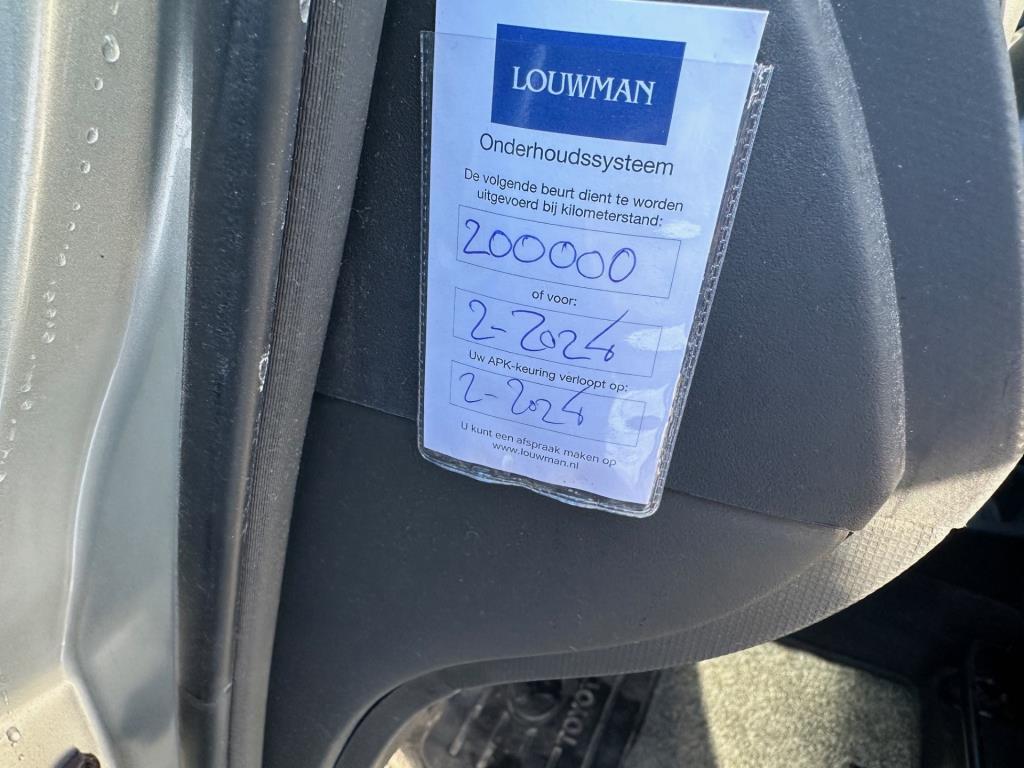 LOUWMAN
Onderhoudssysteem
De volgende beurt dient te worden
uitgevoerd bij kilometerstand:
200000
of voor:
2-2024
Uw APK-keuring verloopt op:
2-2024
U kunt een afspraak maken op
www.louwman.nl
TOYOTA